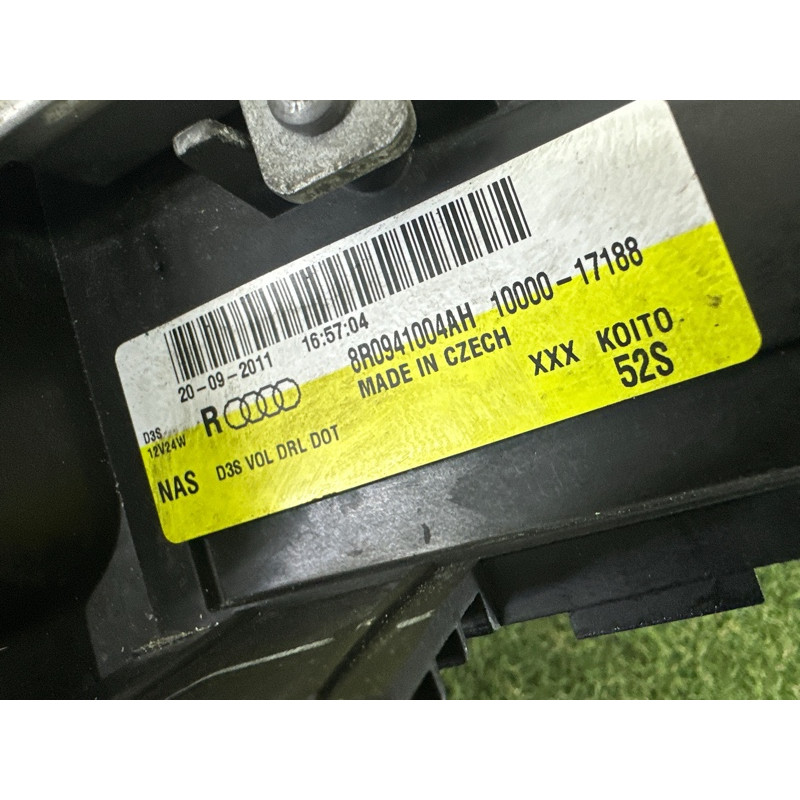 20-09-2011 16:57:04
8R0941004AH 10000-17188
MADE IN CZECH XXX KOITO
52S
R
D3S
12V24W
NAS D3S VOL DRL DOT